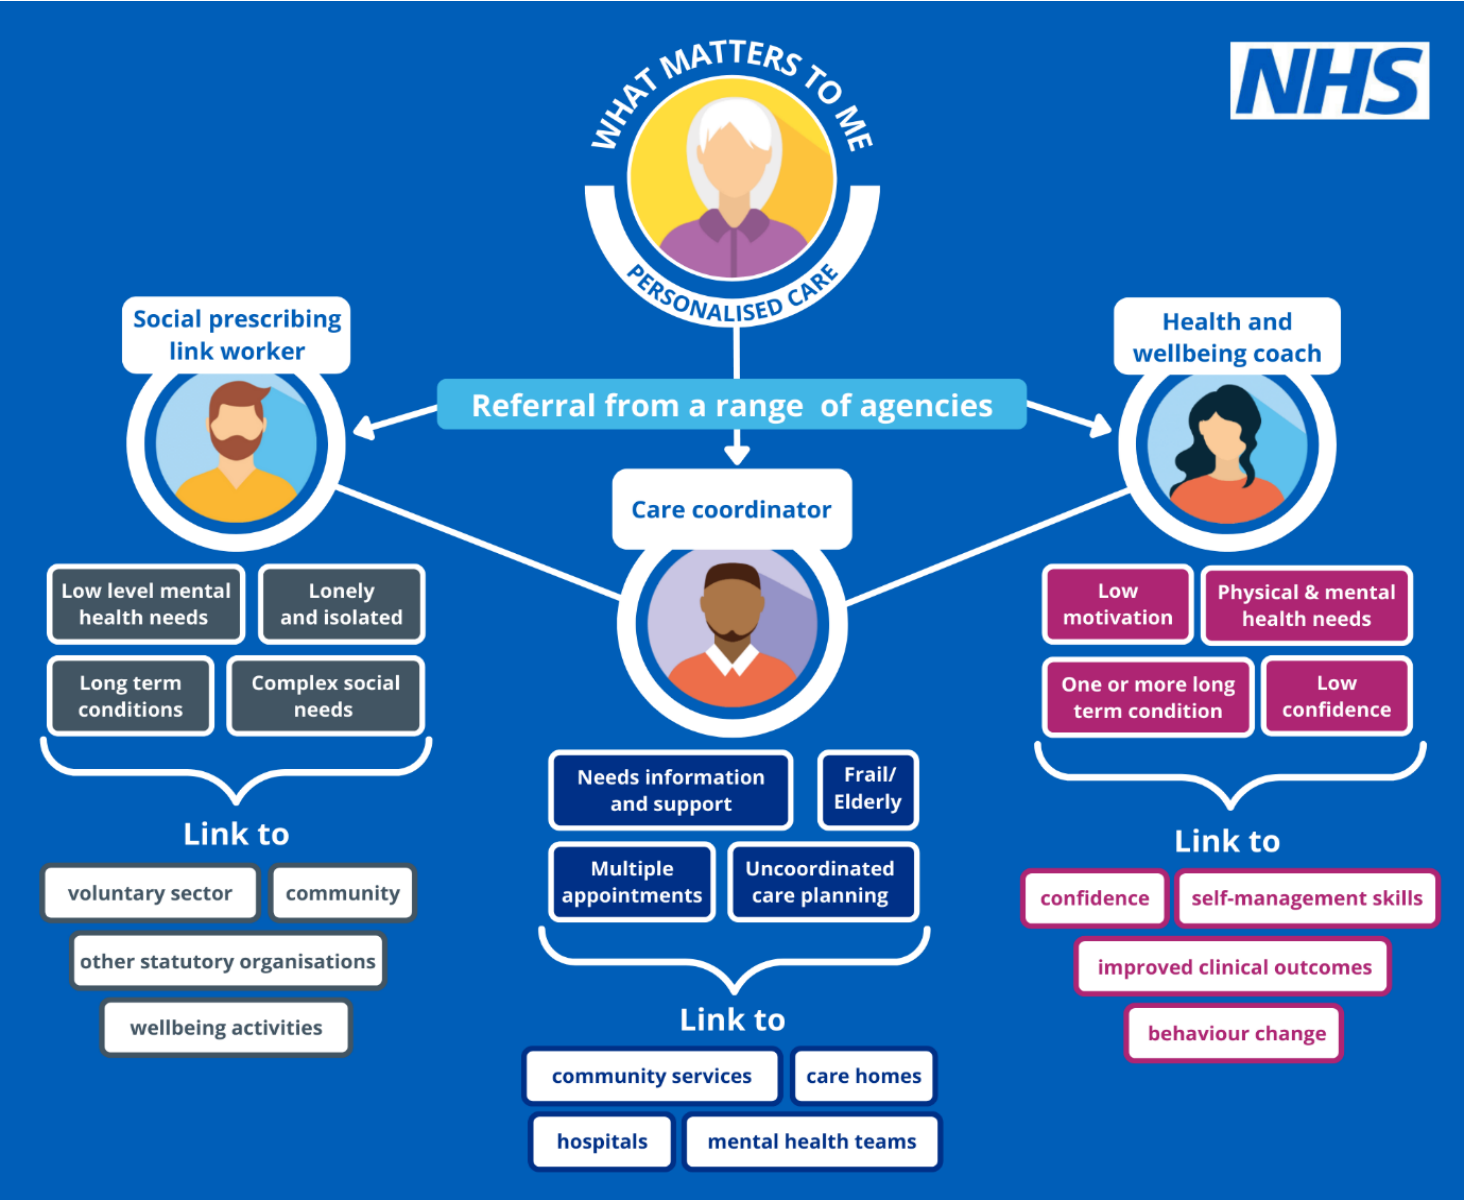 WHAT MATTERS TO ME
NHS
PERSONALISED CARE
Social prescribing
link worker
Health and
wellbeing coach
Referral from a range of agencies
Care coordinator
Low level mental
health needs
Lonely
and isolated
Long term
conditions
Complex social
needs
Link to
voluntary sector
community
other statutory organisations
wellbeing activities
Needs information
and support
Frail/
Elderly
Multiple
appointments
Uncoordinated
care planning
Link to
community services
care homes
hospitals
mental health teams
Low
motivation
Physical & mental
health needs
One or more long
term condition
Low
confidence
Link to
confidence
self-management skills
improved clinical outcomes
behaviour change